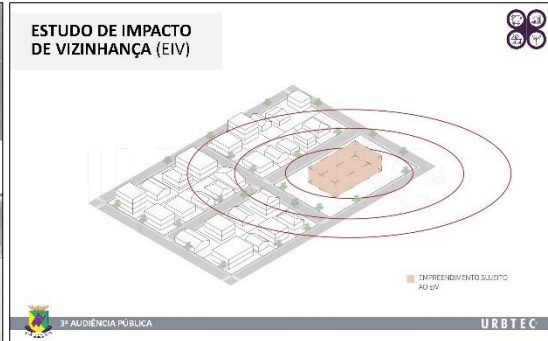 ESTUDO DE IMPACTO
DE VIZINHANÇA (EIV)
EMPREENDIMENTO SUJEITO
AO EIV
3ª AUDIÊNCIA PÚBLICA
URBTEC